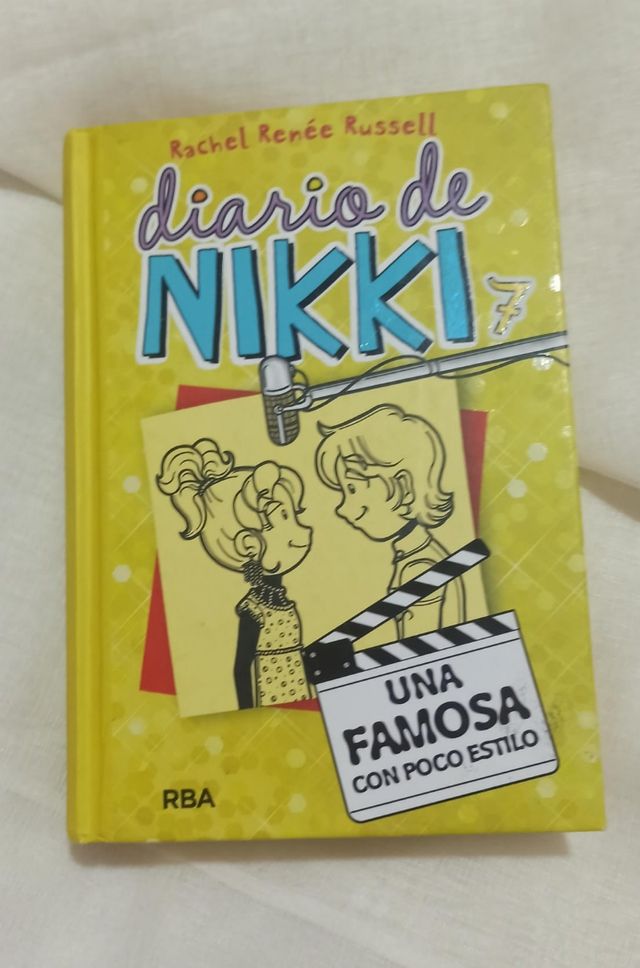 Rachel Renée Russell
diario de
NIKKI 7
UNA
FAMOSA
CON POCO ESTILO
RBA